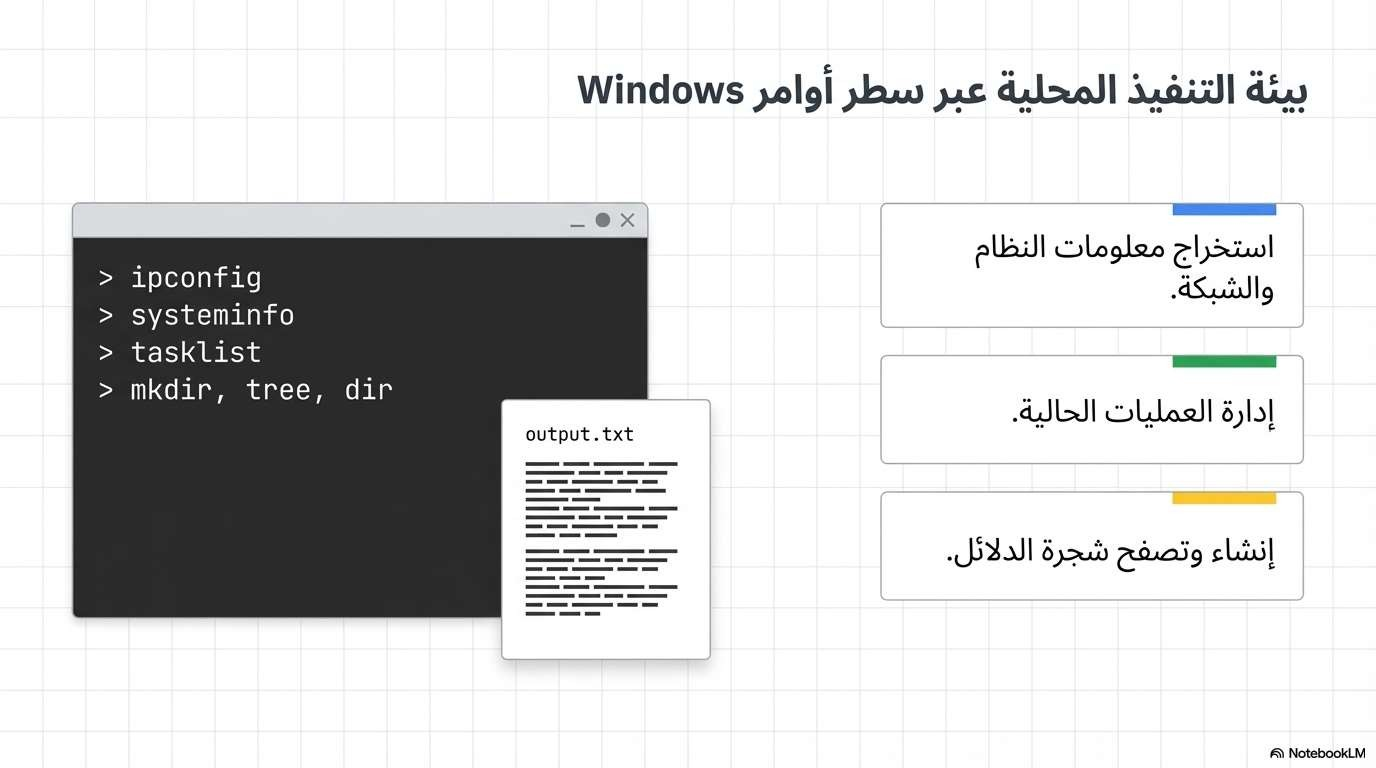 بيئة التنفيذ المحلية عبر سطر أوامر Windows
استخراج معلومات النظام
والشبكة.
إدارة العمليات الحالية.
إنشاء وتصفح شجرة الدلائل.
> ipconfig
> systeminfo
> tasklist
> mkdir, tree, dir
output.txt
NotebookLM